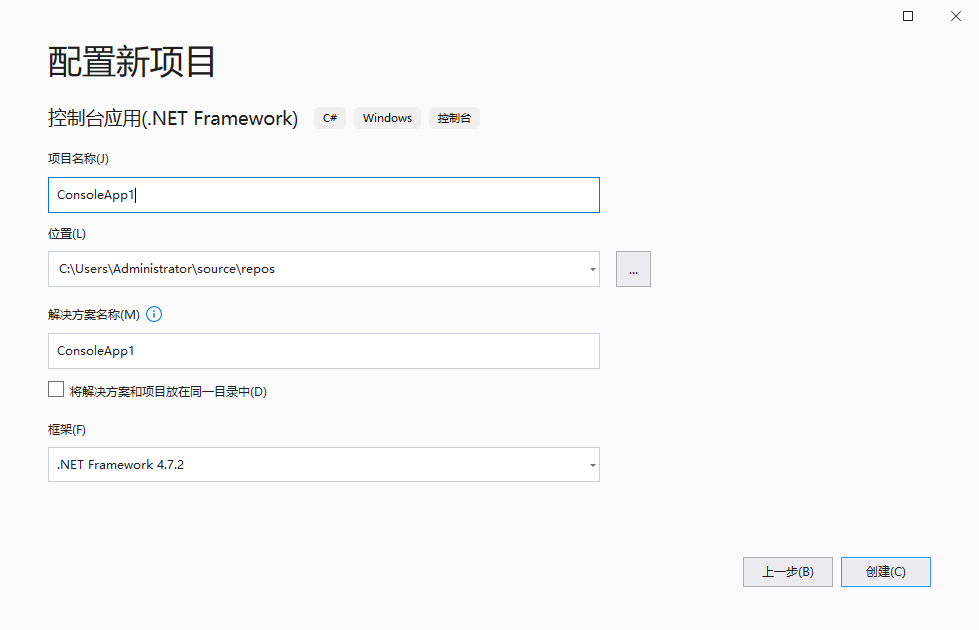 配置新项目
控制台应用(.NET Framework) C# Windows 控制台
项目名称(J)
ConsoleApp1
位置(L)
C:\Users\Administrator\source\repos ...
解决方案名称(M)
ConsoleApp1
将解决方案和项目放在同一目录中(D)
框架(F)
.NET Framework 4.7.2
上一步(B) 创建(C)